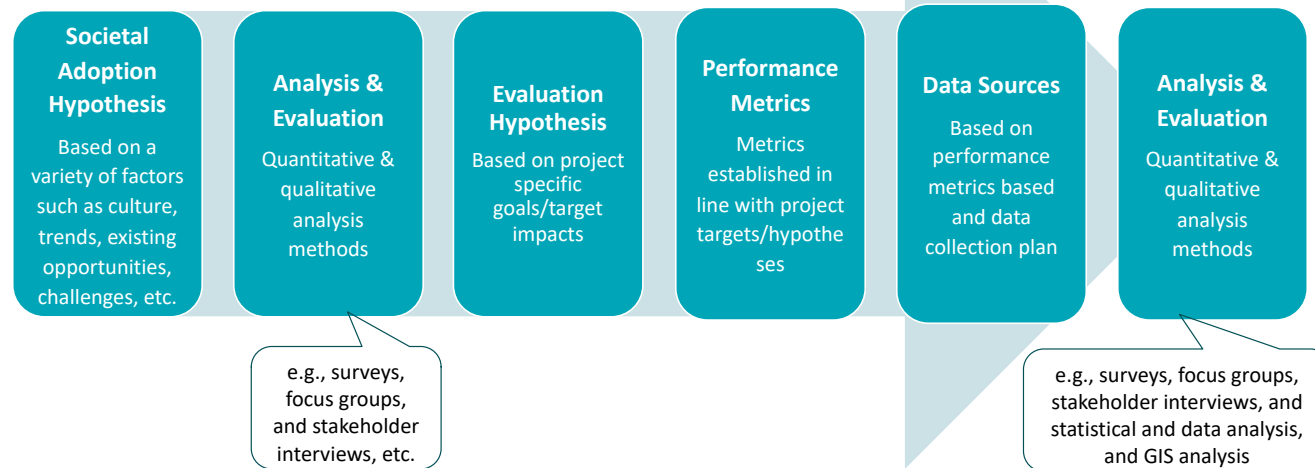 Societal
Adoption
Hypothesis
Based on a
variety of factors
such as culture,
trends, existing
opportunities,
challenges, etc.
Analysis &
Evaluation
Quantitative &
qualitative
analysis
methods
e.g., surveys,
focus groups,
and stakeholder
interviews, etc.
Evaluation
Hypothesis
Based on project
specific
goals/target
impacts
Performance
Metrics
Metrics
established in
line with project
targets/hypothe
ses
Data Sources
Based on
performance
metrics based
and data
collection plan
Analysis &
Evaluation
Quantitative &
qualitative
analysis
methods
e.g., surveys, focus groups,
stakeholder interviews, and
statistical and data analysis,
and GIS analysis